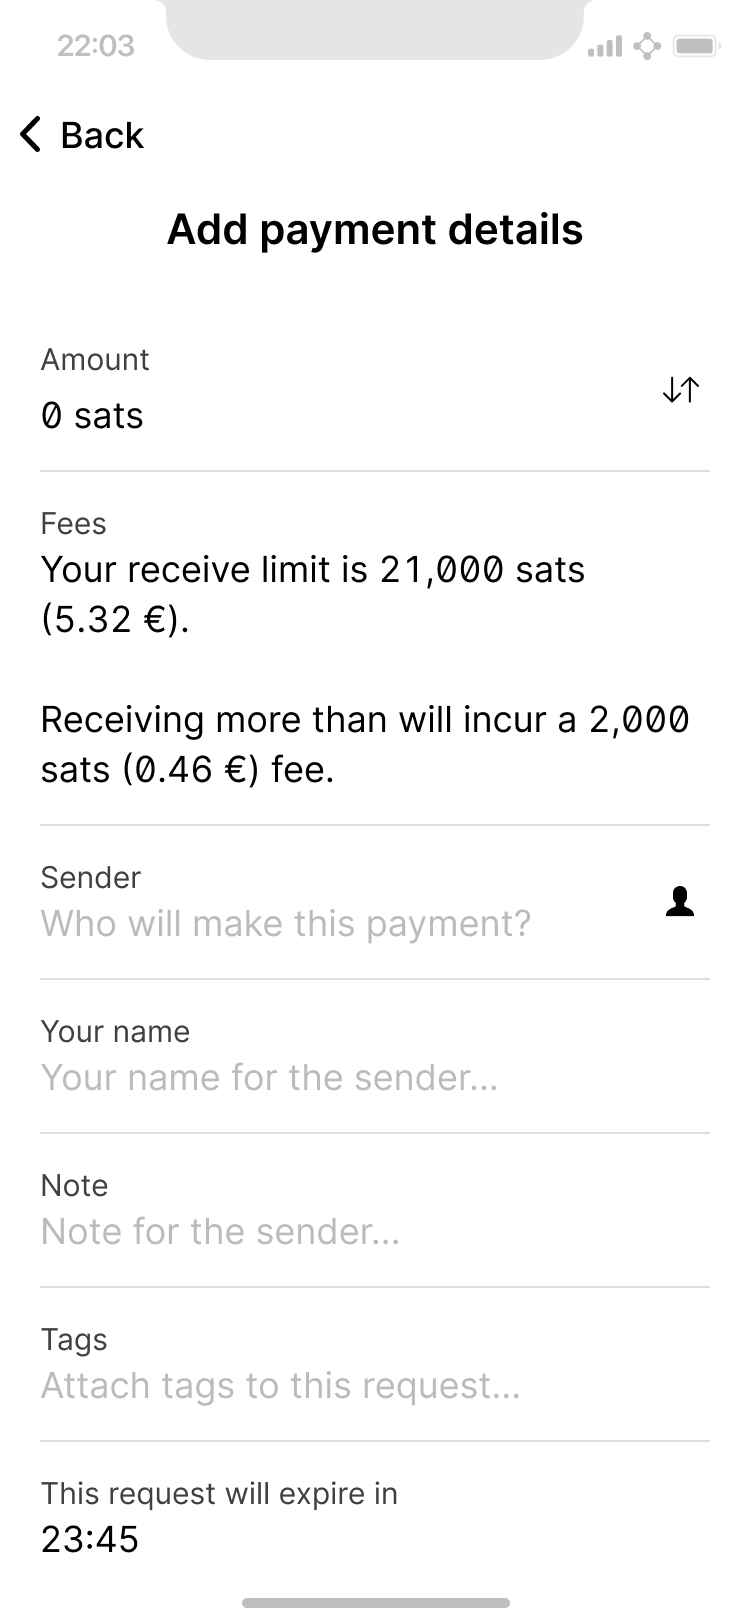 22:03
Back
Add payment details
Amount
0 sats
Fees
Your receive limit is 21,000 sats
(5.32 €).
Receiving more than will incur a 2,000
sats (0.46 €) fee.
Sender
Who will make this payment?
Your name
Your name for the sender...
Note
Note for the sender...
Tags
Attach tags to this request...
This request will expire in
23:45